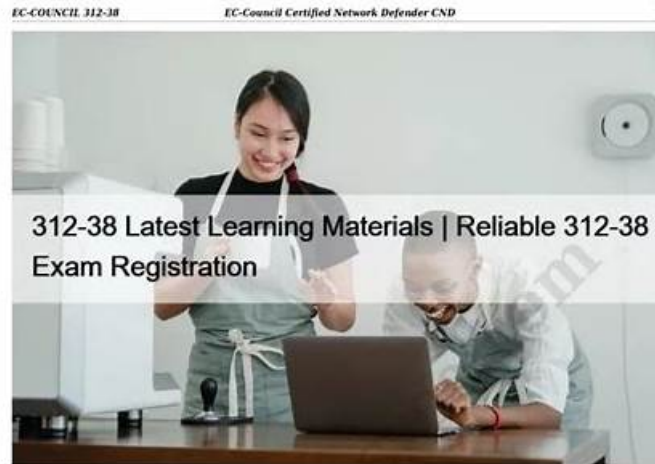 EC-COUNCIL 312-38 EC-Council Certified Network Defender CND
312-38 Latest Learning Materials | Reliable 312-38
Exam Registration
om